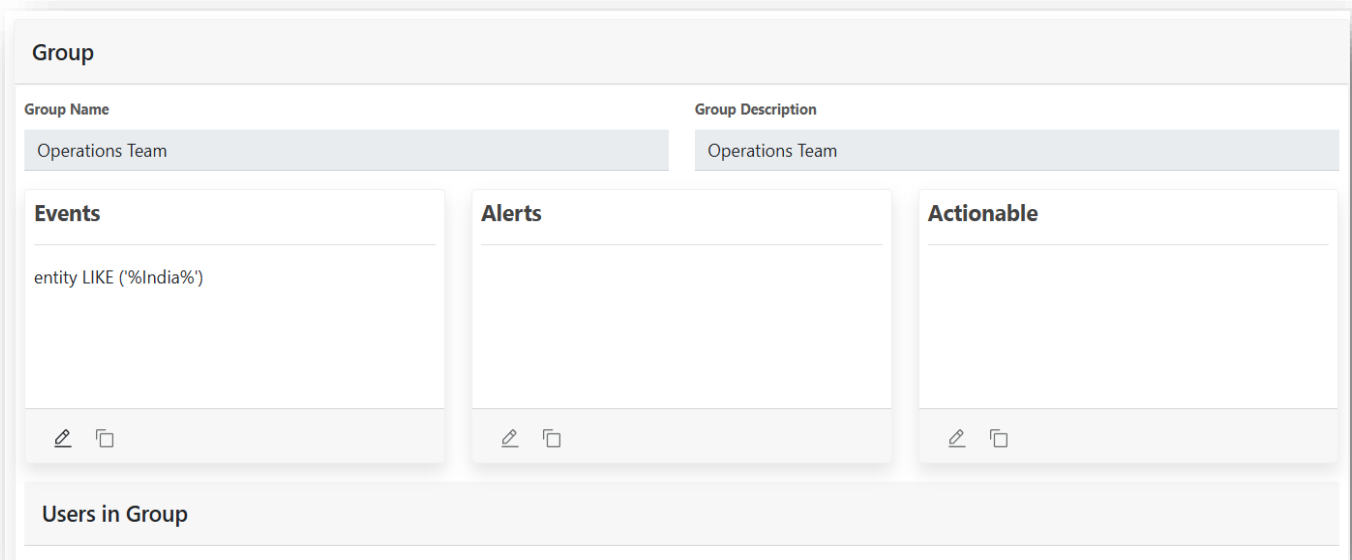 Group
Group Name
Group Description
Operations Team
Operations Team
Events
Alerts
Actionable
entity LIKE ('%India%')
Users in Group